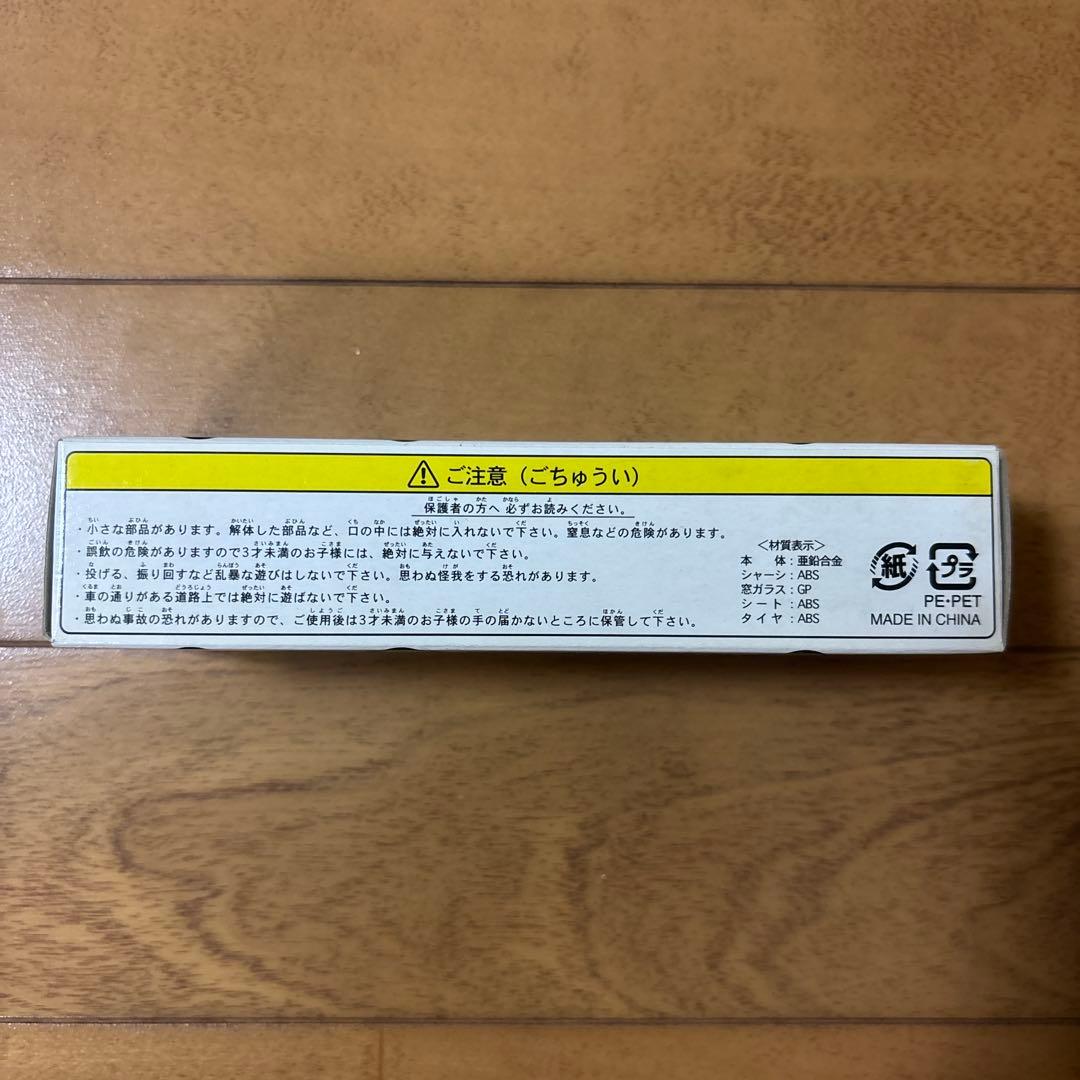 ⚠ ご注意（ごちゅうい）
保護者の方へ 必ずお読みください。
・小さな部品があります。解体した部品など、口の中には絶対に入れないで下さい。窒息などの危険があります。
・誤飲の危険がありますので3才未満のお子様には、絶対に与えないで下さい。
・投げる、振り回すなど乱暴な遊びはしないで下さい。思わぬ怪我をする恐れがあります。
・車の通りがある道路上では絶対に遊ばないで下さい。
・思わぬ事故の恐れがありますので、ご使用後は3才未満のお子様の手の届かないところに保管して下さい。
＜材質表示＞
本　体：亜鉛合金
シャーシ：ABS
窓ガラス：GP
シート：ABS
タイヤ：ABS
紙
プラ
PE・PET
MADE IN CHINA